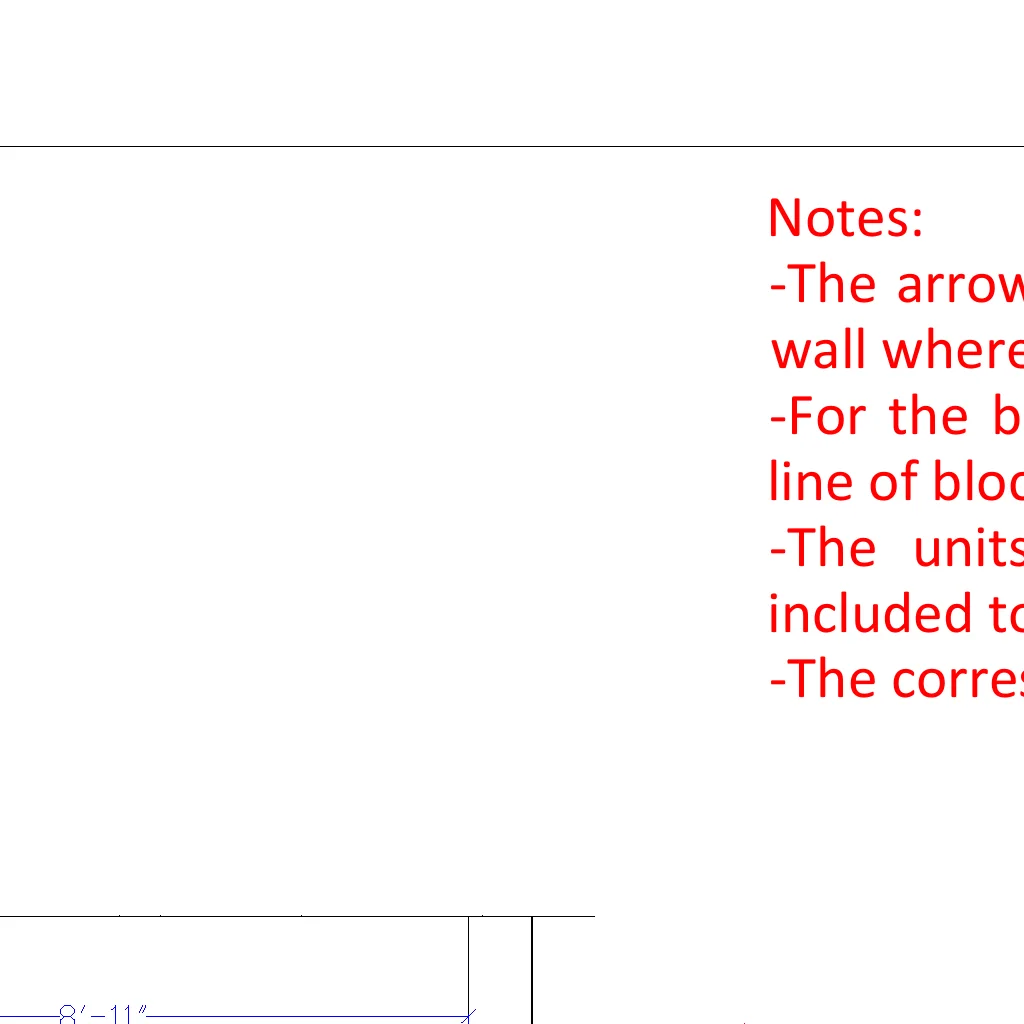 Notes:
-The arrow
wall where
-For the b
line of bloc
-The units
included to
-The corres
8'-11"